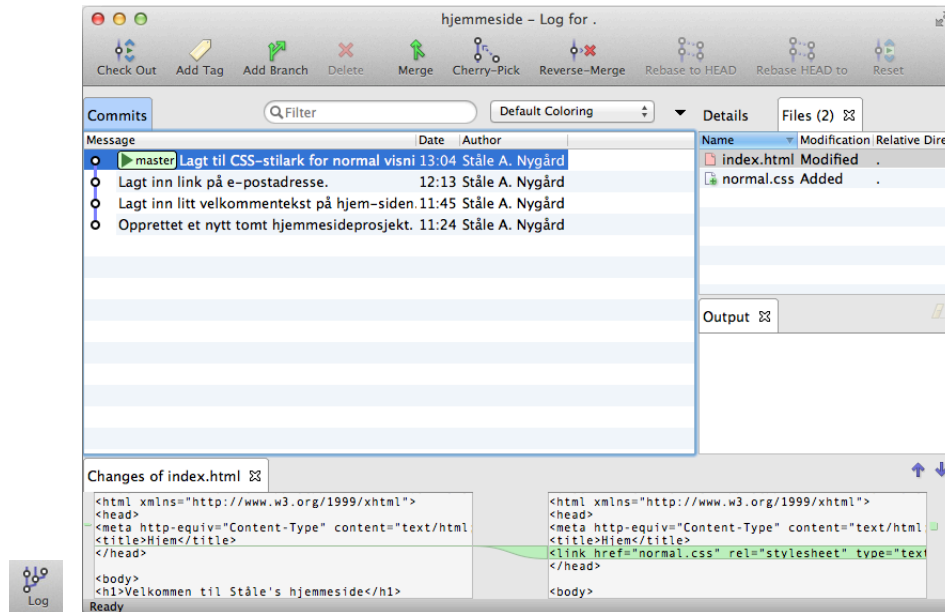 hjemmeside – Log for .
Check Out Add Tag Add Branch Delete Merge Cherry-Pick Reverse-Merge Rebase to HEAD Rebase HEAD to Reset
Commits Filter Default Coloring
Message Date Author
master Lagt til CSS-stilark for normal visni 13:04 Ståle A. Nygård
Lagt inn link på e-postadresse. 12:13 Ståle A. Nygård
Lagt inn litt velkommentekst på hjem-siden. 11:45 Ståle A. Nygård
Opprettet et nytt tomt hjemmesideprosjekt. 11:24 Ståle A. Nygård
Details Files (2)
Name Modification Relative Dire
index.html Modified .
normal.css Added .
Output
Changes of index.html
<html xmlns="http://www.w3.org/1999/xhtml">
<head>
<meta http-equiv="Content-Type" content="text/html
<title>Hjem</title>
</head>
<body>
<h1>Velkommen til Ståle's hjemmeside</h1>
<html xmlns="http://www.w3.org/1999/xhtml">
<head>
<meta http-equiv="Content-Type" content="text/html
<title>Hjem</title>
<link href="normal.css" rel="stylesheet" type="text
</head>
<body>
Ready
Log